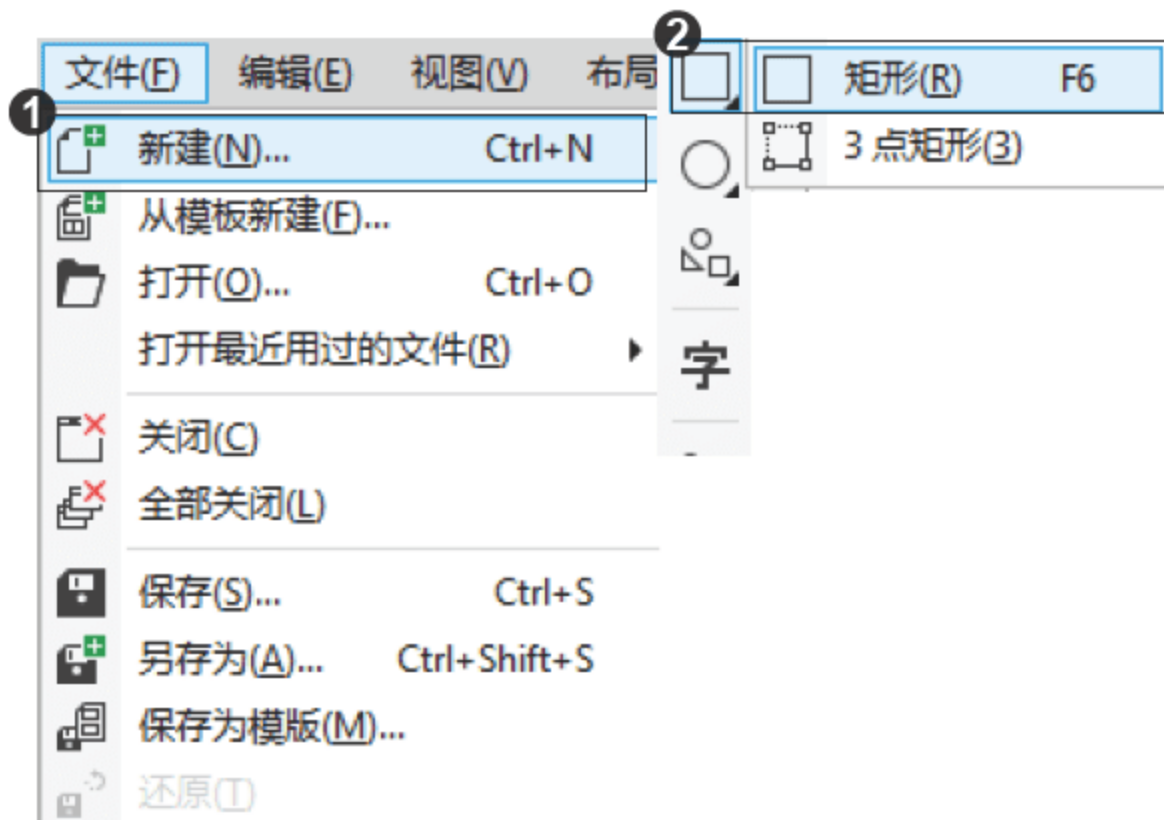 文件(F) 编辑(E) 视图(V) 布局
1
新建(N)... Ctrl+N
从模板新建(F)...
打开(O)... Ctrl+O
打开最近用过的文件(R)
关闭(C)
全部关闭(L)
保存(S)... Ctrl+S
另存为(A)... Ctrl+Shift+S
保存为模版(M)...
还原(T)
2
矩形(R) F6
3 点矩形(3)
字